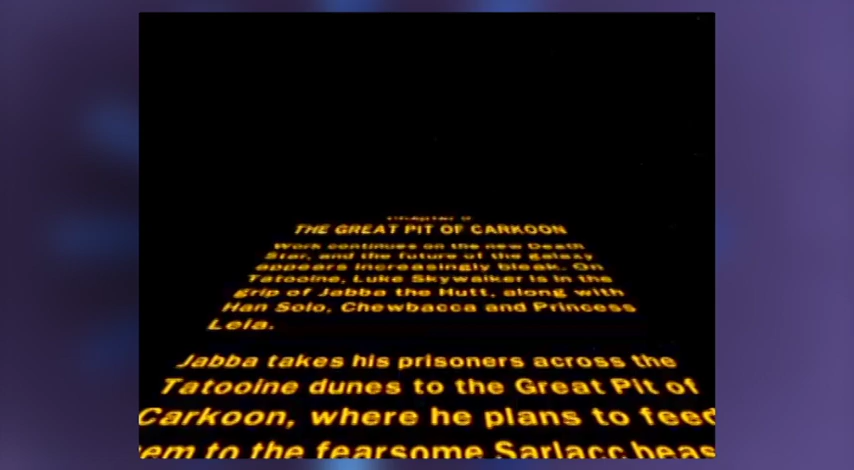 THE GREAT PIT OF CARKOON
Work continues on the new Death
Star, and the future of the galaxy
appears increasingly bleak. On
Tatooine, Luke Skywalker is in the
grip of Jabba the Hutt, along with
Han Solo, Chewbacca and Princess
Leia.
Jabba takes his prisoners across the
Tatooine dunes to the Great Pit of
Carkoon, where he plans to feed
em to the fearsome Sarlacc beas